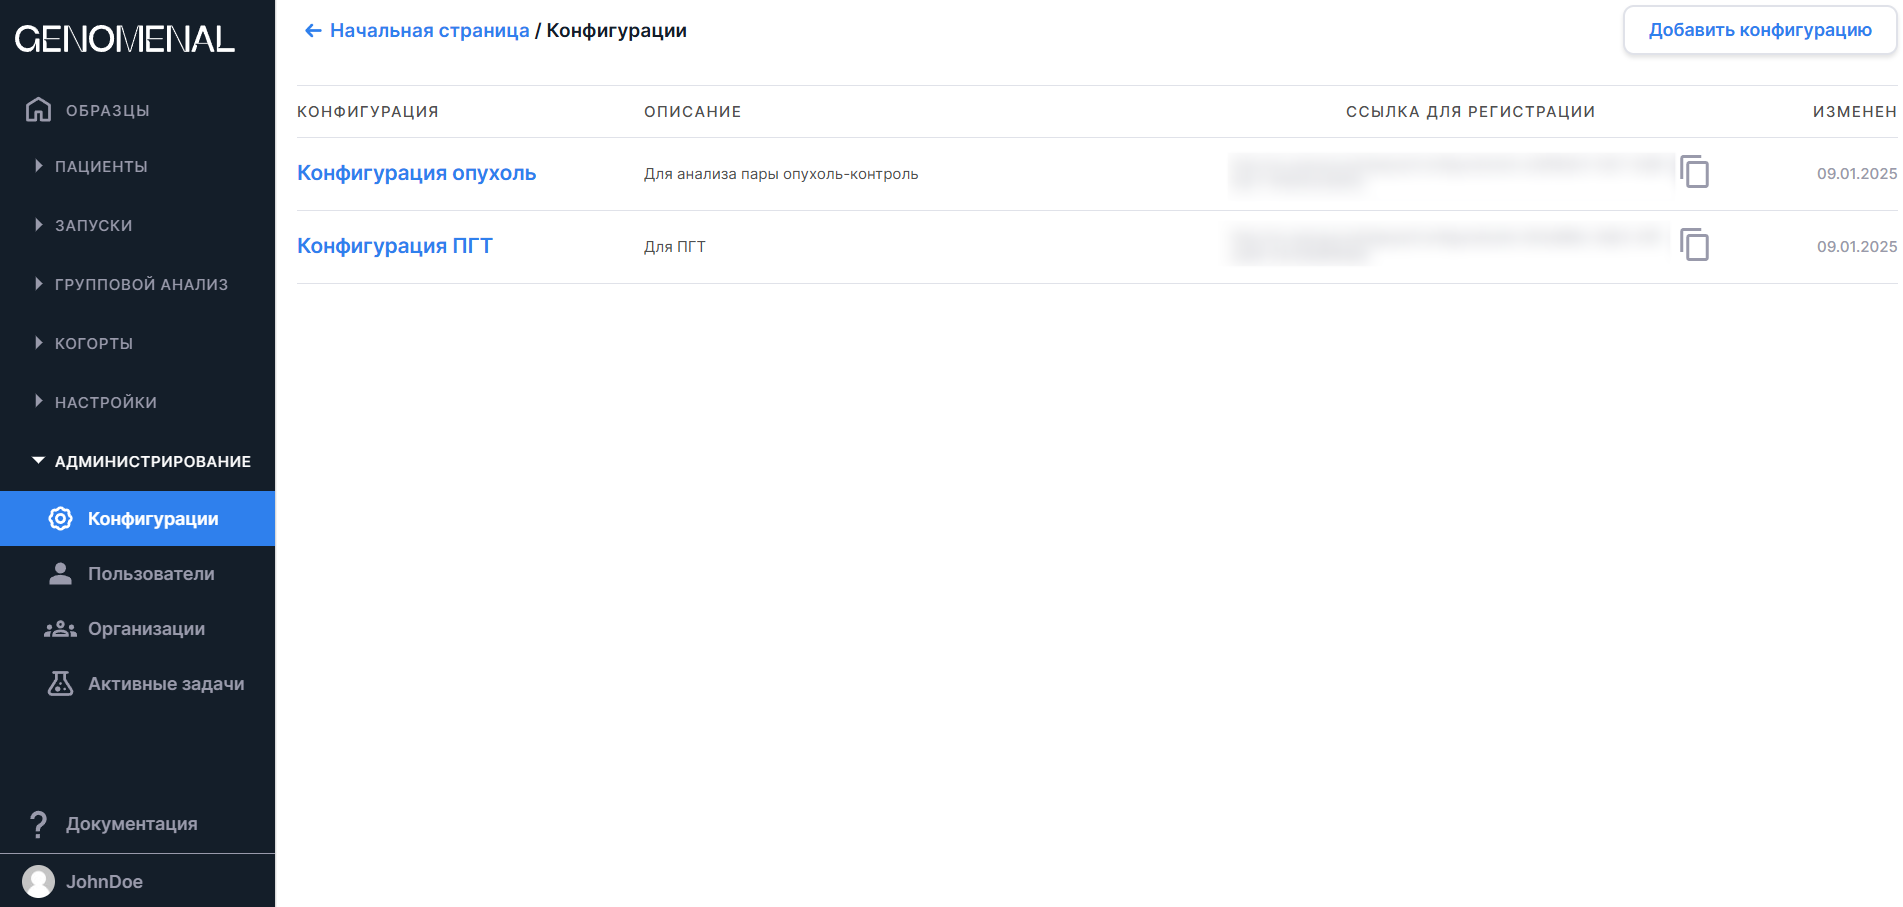 GENOMENAL
ОБРАЗЦЫ
ПАЦИЕНТЫ
ЗАПУСКИ
ГРУППОВОЙ АНАЛИЗ
КОГОРТЫ
НАСТРОЙКИ
АДМИНИСТРИРОВАНИЕ
Конфигурации
Пользователи
Организации
Активные задачи
Документация
JohnDoe
Начальная страница / Конфигурации
Добавить конфигурацию
КОНФИГУРАЦИЯ ОПИСАНИЕ ССЫЛКА ДЛЯ РЕГИСТРАЦИИ ИЗМЕНЕН
Конфигурация опухоль Для анализа пары опухоль-контроль 09.01.2025
Конфигурация ПГТ Для ПГТ 09.01.2025